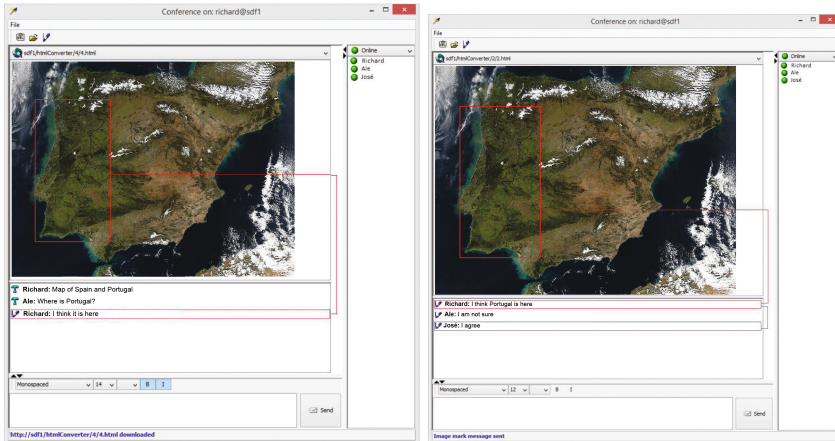 Conference on: richard@sdf1
File
sdf1/htmlConverter/4/4.html
Online
Richard
Ale
José
Richard: Map of Spain and Portugal
Ale: Where is Portugal?
Richard: I think it is here
Monospaced 14 B I
Send
http://sdf1/htmlConverter/4/4.html downloaded
Conference on: richard@sdf1
File
sdf1/htmlConverter/2/2.html
Online
Richard
Ale
José
Richard: I think Portugal is here
Ale: I am not sure
José: I agree
Monospaced 12 B I
Send
Image mark message sent